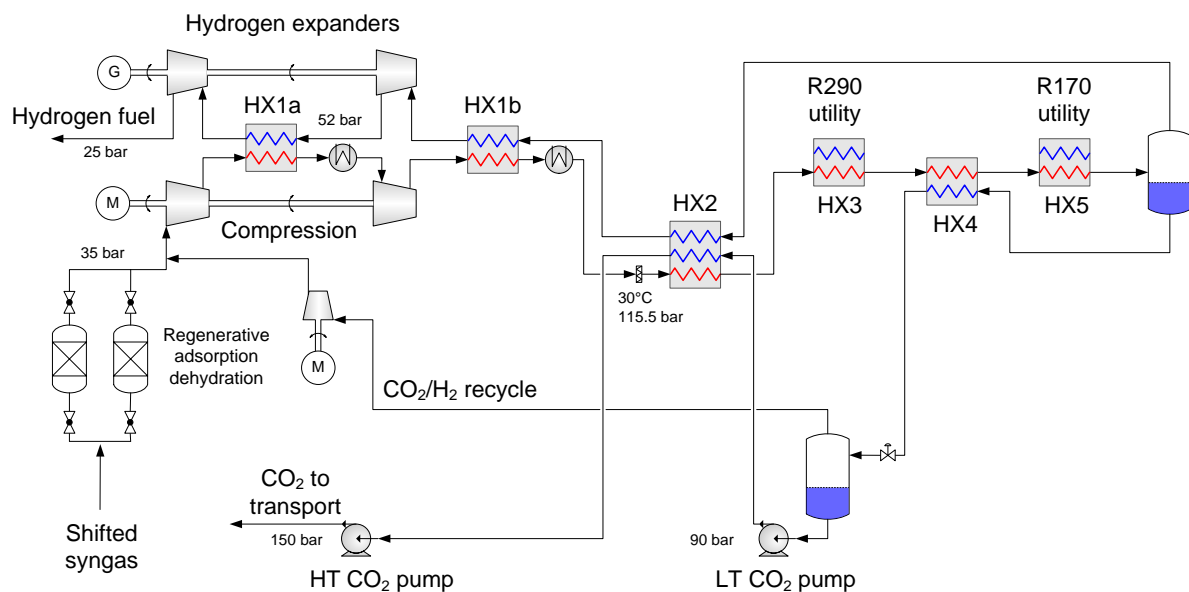 Hydrogen expanders
G
HX1a
HX1b
R290
utility
R170
utility
Hydrogen fuel
25 bar
52 bar
M
Compression
HX2
HX3
HX4
HX5
35 bar
30°C
115.5 bar
Regenerative
adsorption
dehydration
M
CO₂/H₂ recycle
CO₂ to
transport
150 bar
90 bar
Shifted
syngas
HT CO₂ pump
LT CO₂ pump